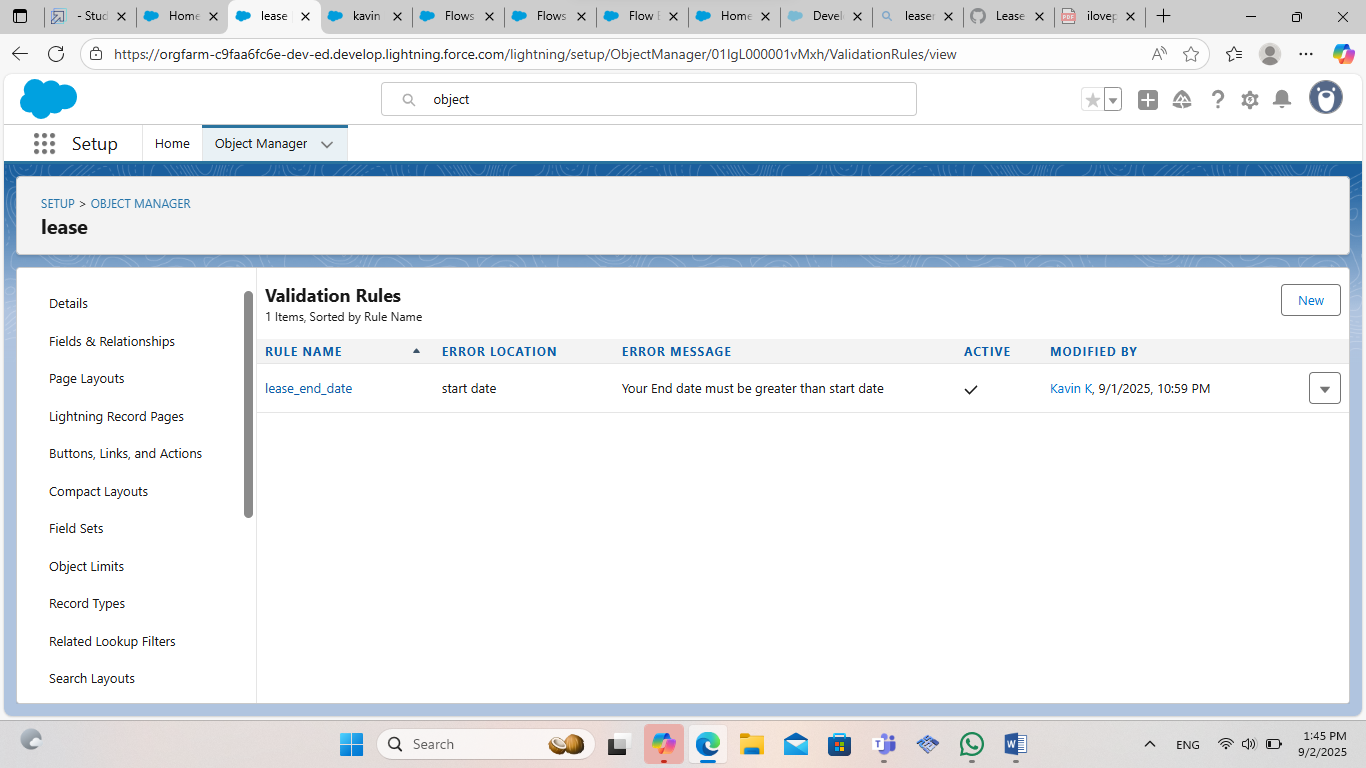 - Stud
Home
lease
kavin
Flows
Flows
Flow E
Home
Develo
leaser
Lease
ilovep
https://orgfarm-c9faa6fc6e-dev-ed.develop.lightning.force.com/lightning/setup/ObjectManager/01IgL000001vMxh/ValidationRules/view
object
Setup
Home
Object Manager
SETUP > OBJECT MANAGER
lease
Details
Fields & Relationships
Page Layouts
Lightning Record Pages
Buttons, Links, and Actions
Compact Layouts
Field Sets
Object Limits
Record Types
Related Lookup Filters
Search Layouts
Validation Rules
1 Items, Sorted by Rule Name
New
RULE NAME ERROR LOCATION ERROR MESSAGE ACTIVE MODIFIED BY
lease_end_date start date Your End date must be greater than start date Kavin K, 9/1/2025, 10:59 PM
Search
ENG
1:45 PM
9/2/2025